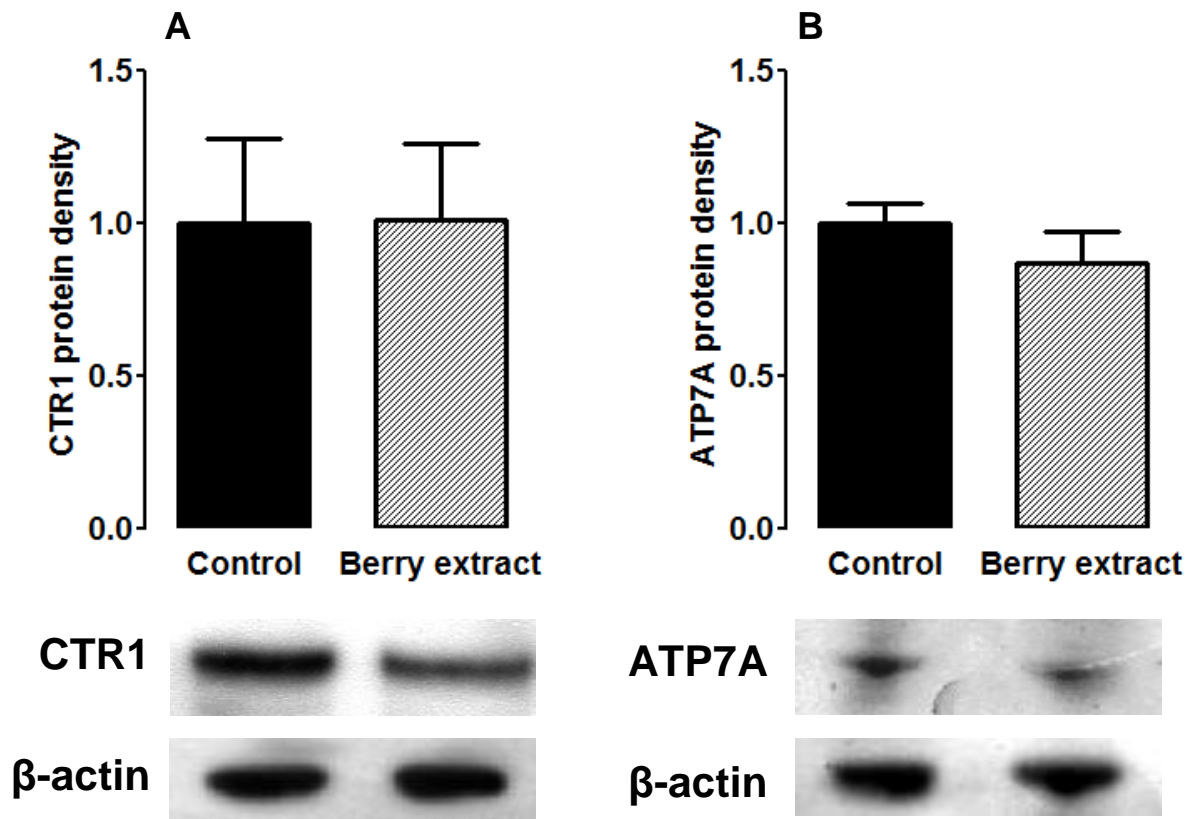 A
CTR1 protein density
1.5
1.0
0.5
0.0
Control Berry extract
CTR1
β-actin
B
ATP7A protein density
1.5
1.0
0.5
0.0
Control Berry extract
ATP7A
β-actin